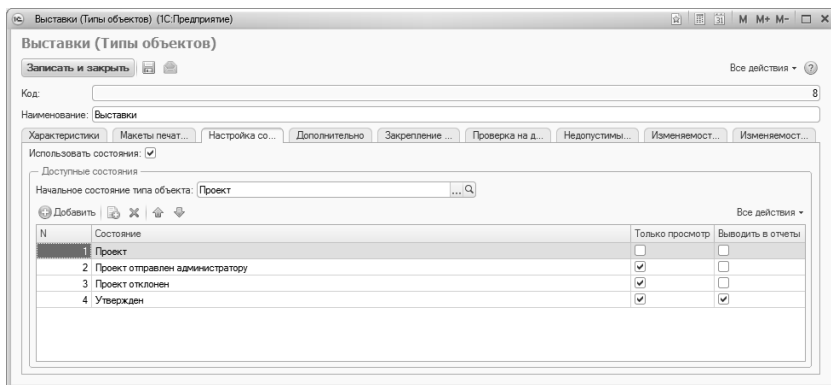 Выставки (Типы объектов) (1С:Предприятие)
31 M M+ M-
Выставки (Типы объектов)
Записать и закрыть
Все действия
Код: 8
Наименование: Выставки
Характеристики Макеты печат... Настройка со... Дополнительно Закрепление ... Проверка на д... Недопустимы... Изменяемост... Изменяемост...
Использовать состояния:
Доступные состояния
Начальное состояние типа объекта: Проект ...
Добавить
Все действия
N Состояние Только просмотр Выводить в отчеты
1 Проект
2 Проект отправлен администратору
3 Проект отклонен
4 Утвержден